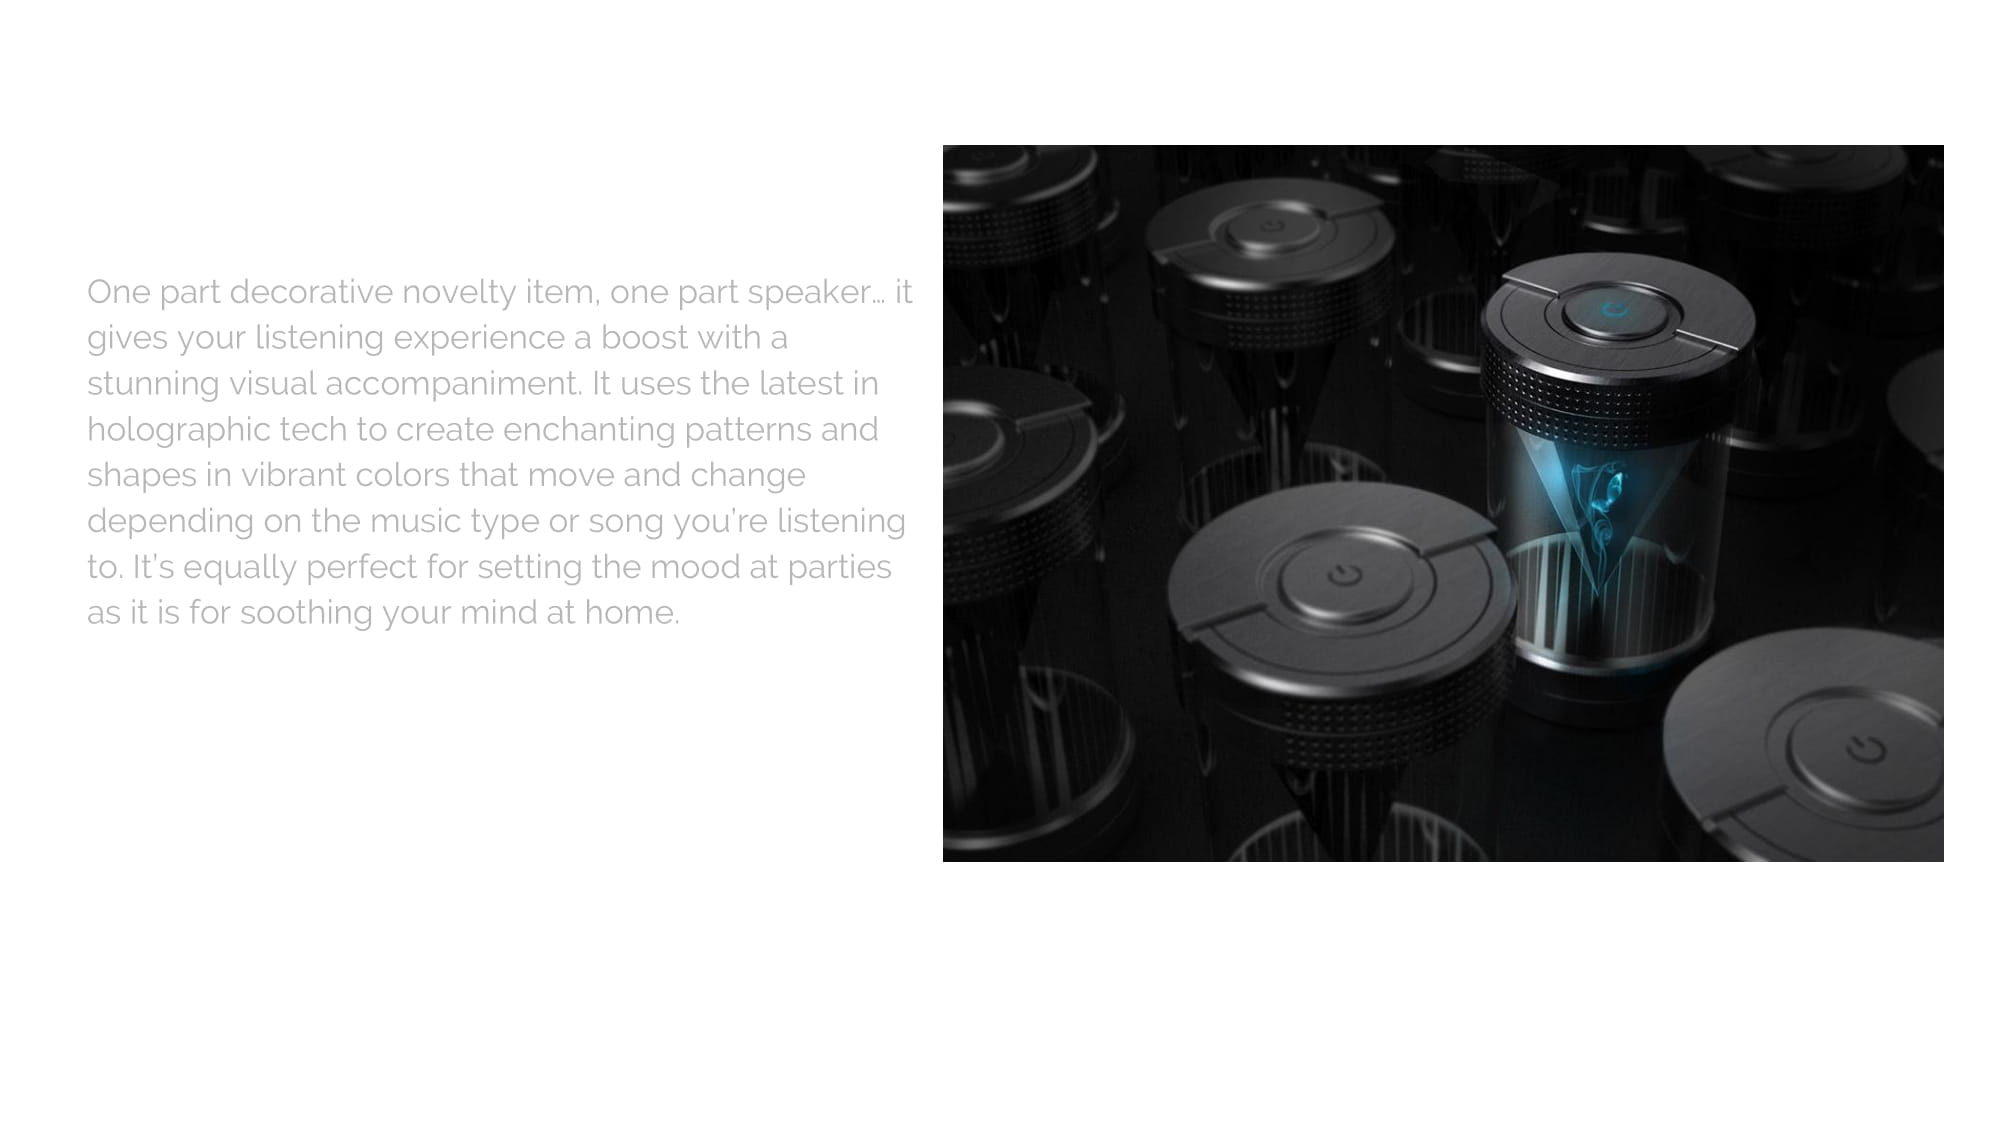 One part decorative novelty item, one part speaker… it
gives your listening experience a boost with a
stunning visual accompaniment. It uses the latest in
holographic tech to create enchanting patterns and
shapes in vibrant colors that move and change
depending on the music type or song you’re listening
to. It’s equally perfect for setting the mood at parties
as it is for soothing your mind at home.